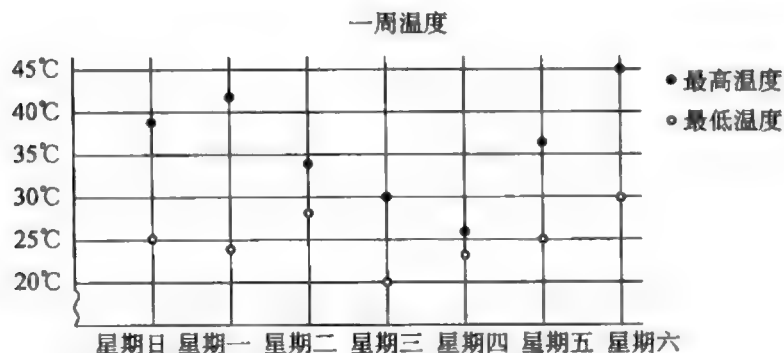 一周温度
45℃
40℃
35℃
30℃
25℃
20℃
最高温度
最低温度
星期日 星期一 星期二 星期三 星期四 星期五 星期六